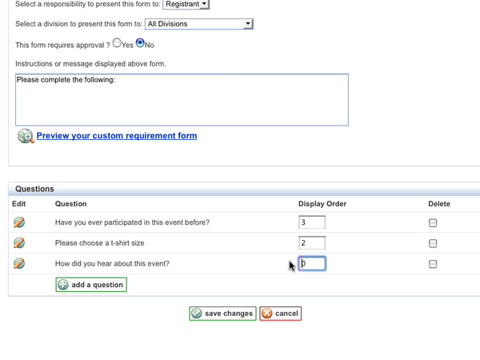 Select a responsibility to present this form to: Registrant
Select a division to present this form to: All Divisions
This form requires approval ? Yes No
Instructions or message displayed above form.
Please complete the following:
Preview your custom requirement form
Questions
Edit Question Display Order Delete
Have you ever participated in this event before? 3
Please choose a t-shirt size 2
How did you hear about this event? 0
add a question
save changes cancel